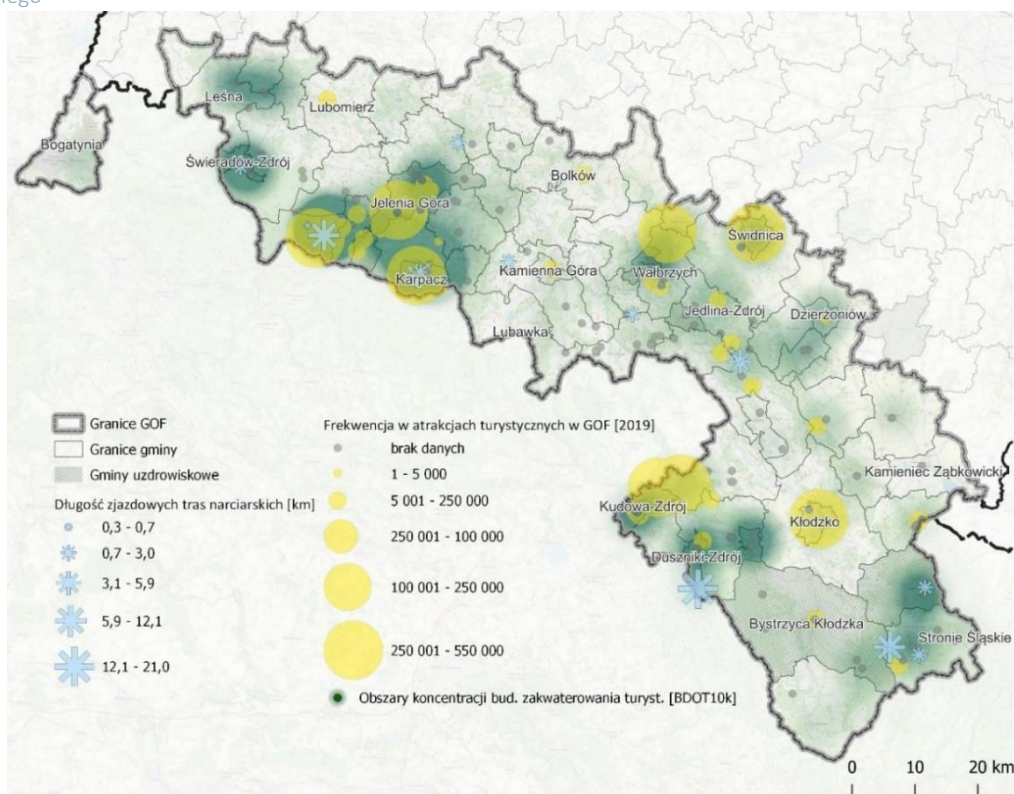 nego
Leśna
Lubomierz
Bogatynia
Świeradów-Zdrój
Bolków
Jelenia Góra
Świdnica
Karpacz
Kamienna Góra
Wałbrzych
Jedlina-Zdrój
Dzierżoniów
Lubawka
Kamieniec Ząbkowicki
Kudowa-Zdrój
Kłodzko
Duszniki-Zdrój
Bystrzyca Kłodzka
Stronie Śląskie
Granice GOF
Granice gminy
Gminy uzdrowiskowe
Długość zjazdowych tras narciarskich [km]
0,3 - 0,7
0,7 - 3,0
3,1 - 5,9
5,9 - 12,1
12,1 - 21,0
Frekwencja w atrakcjach turystycznych w GOF [2019]
brak danych
1 - 5 000
5 001 - 250 000
250 001 - 100 000
100 001 - 250 000
250 001 - 550 000
Obszary koncentracji bud. zakwaterowania turyst. [BDOT10k]
0 10 20 km